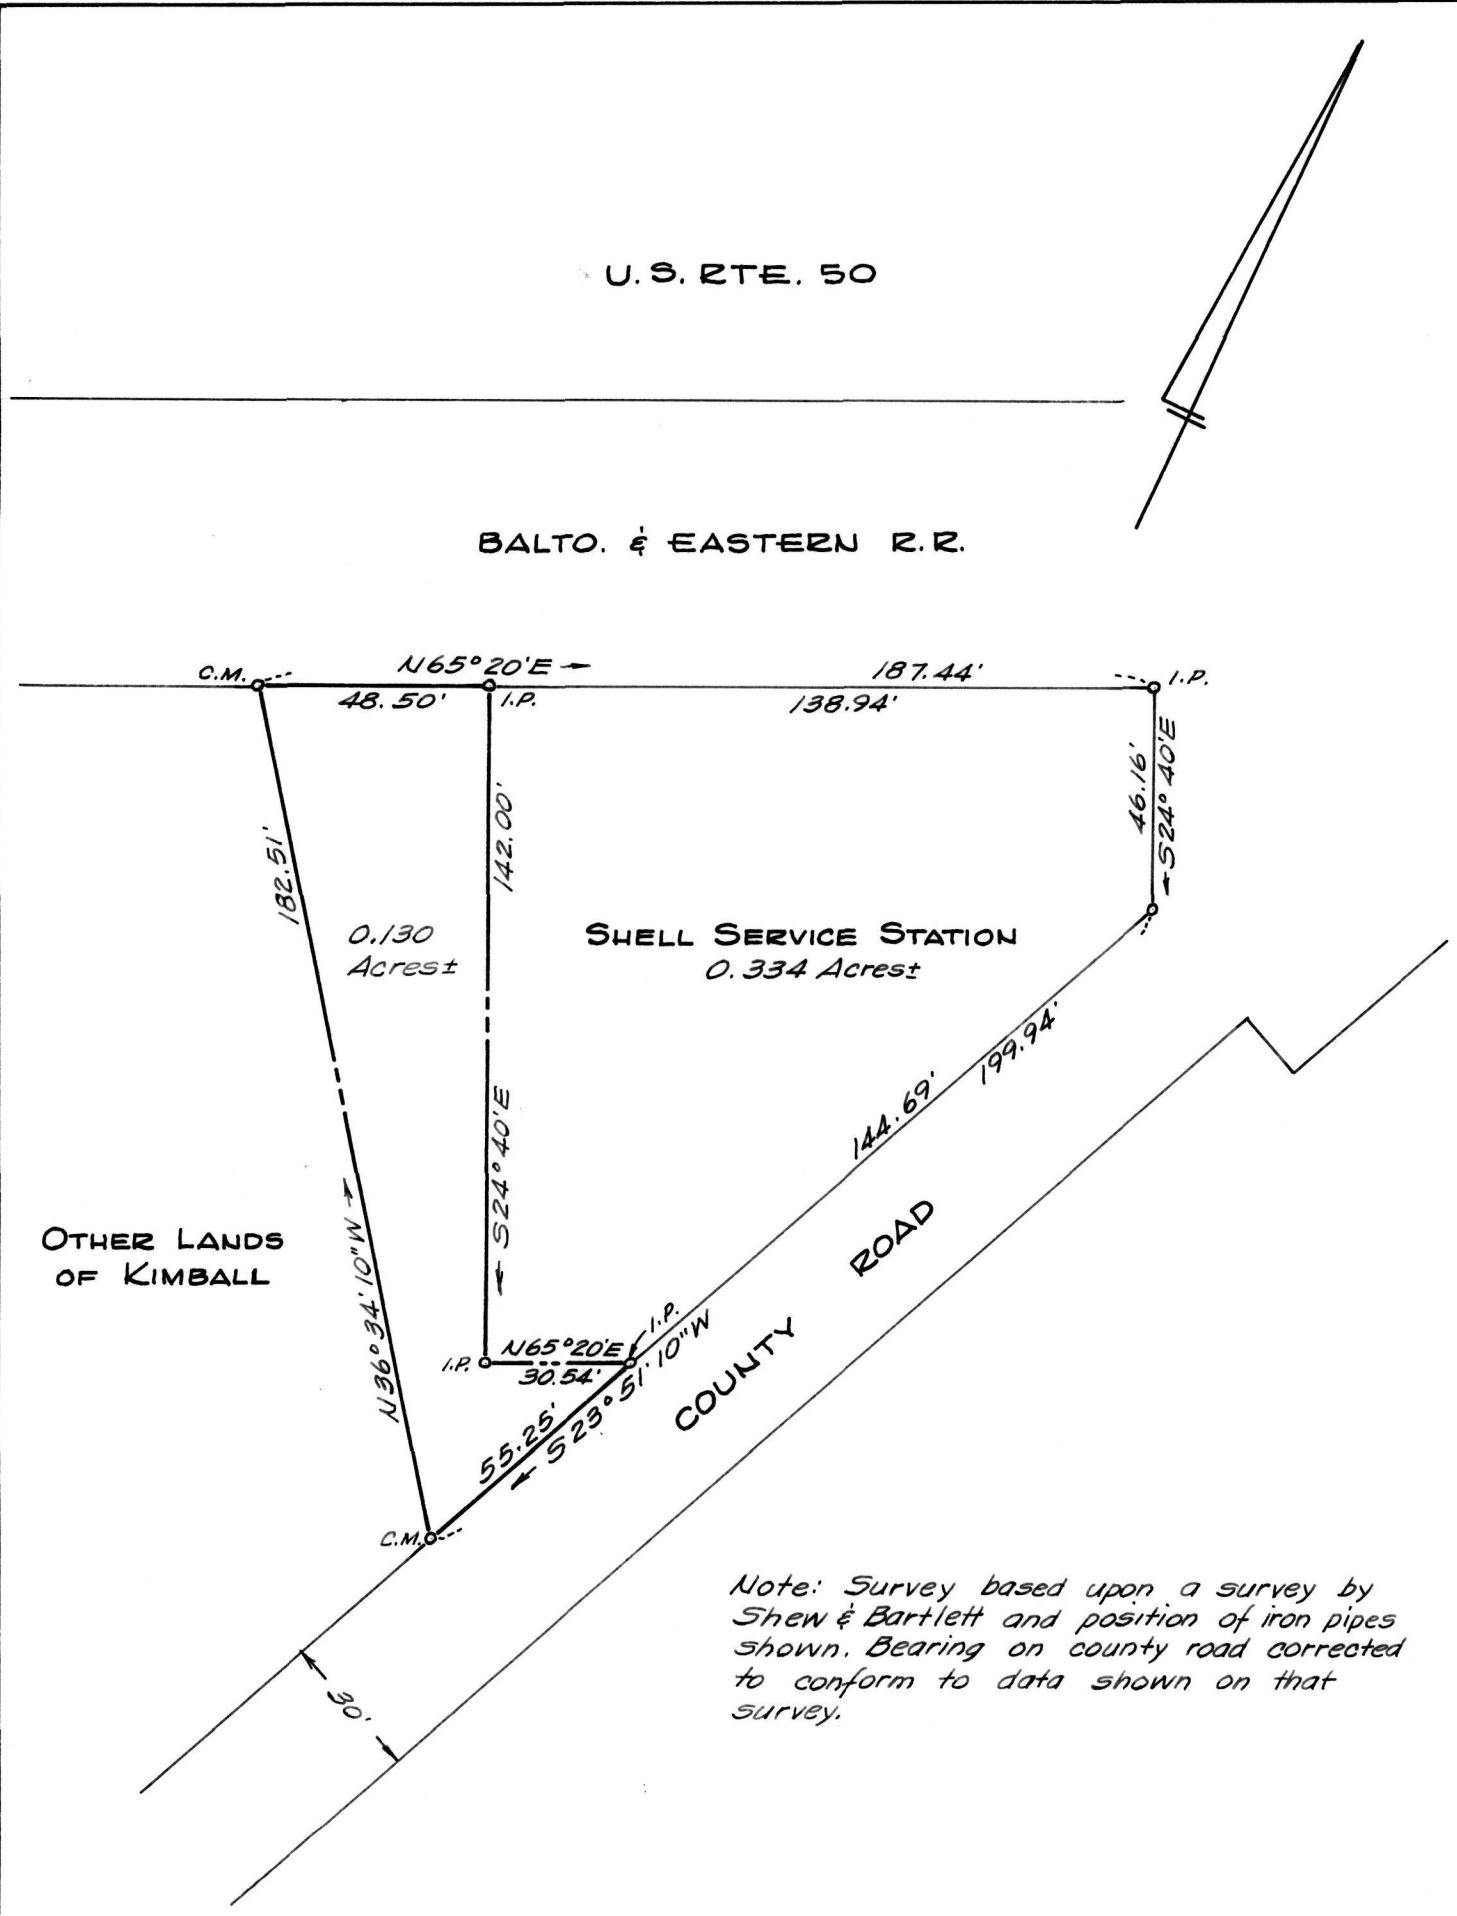 U.S. RTE. 50
BALTO. & EASTERN R.R.
C.M.
N65°20'E
187.44'
I.P.
48.50'
I.P.
138.94'
46.16'
S24°40'E
182.51'
142.00'
0.130
Acres±
SHELL SERVICE STATION
0.334 Acres±
199.94'
144.69'
S24°40'E
N36°34'10"W
OTHER LANDS
OF KIMBALL
ROAD
COUNTY
I.P.
I.P.
N65°20'E
30.54'
S23°51'10"W
55.25'
C.M.
30'
Note: Survey based upon a survey by
Shew & Bartlett and position of iron pipes
shown. Bearing on county road corrected
to conform to data shown on that
survey.